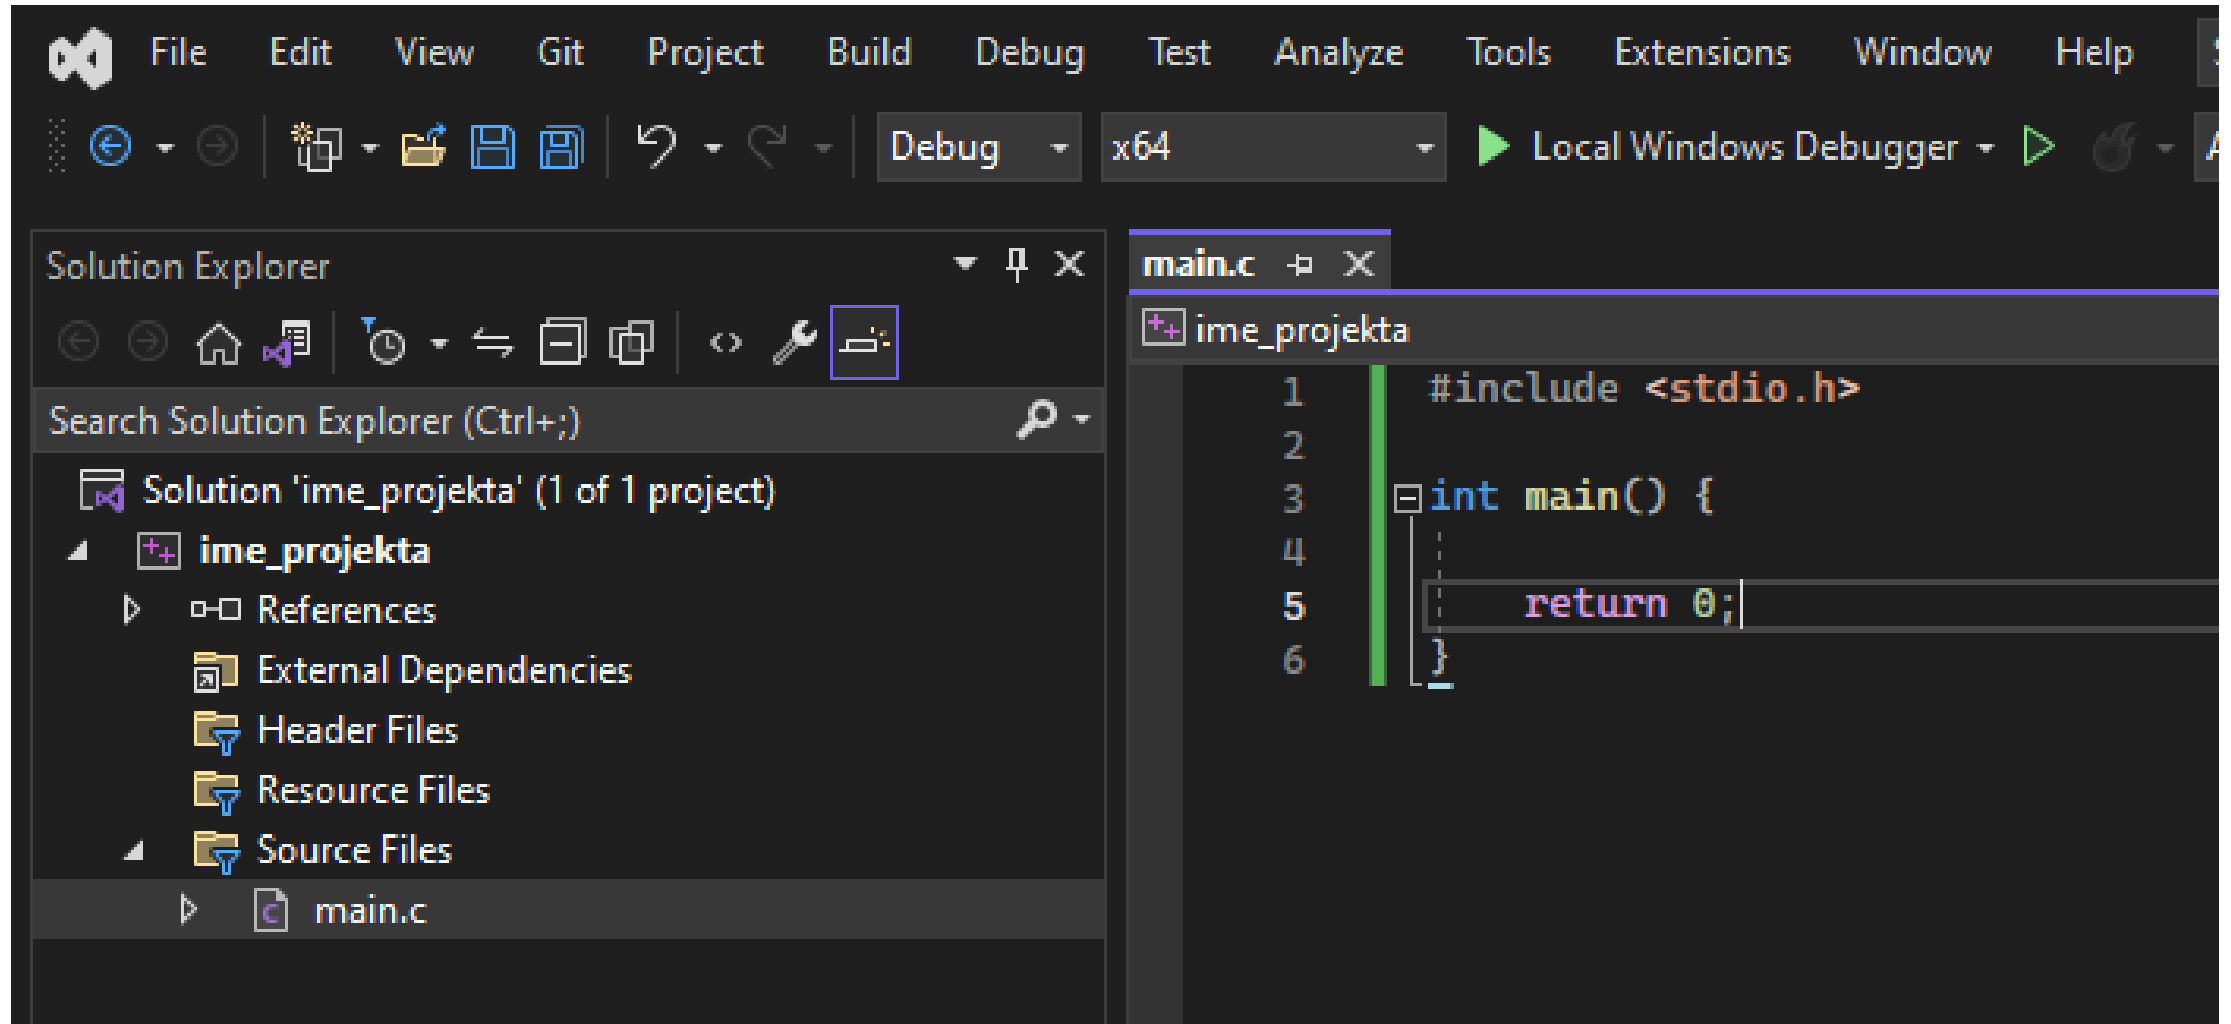 File Edit View Git Project Build Debug Test Analyze Tools Extensions Window Help
Debug x64 Local Windows Debugger
Solution Explorer
Search Solution Explorer (Ctrl+;)
Solution 'ime_projekta' (1 of 1 project)
ime_projekta
References
External Dependencies
Header Files
Resource Files
Source Files
main.c
main.c
ime_projekta
1 #include <stdio.h>
2
3 int main() {
4
5 return 0;
6 }